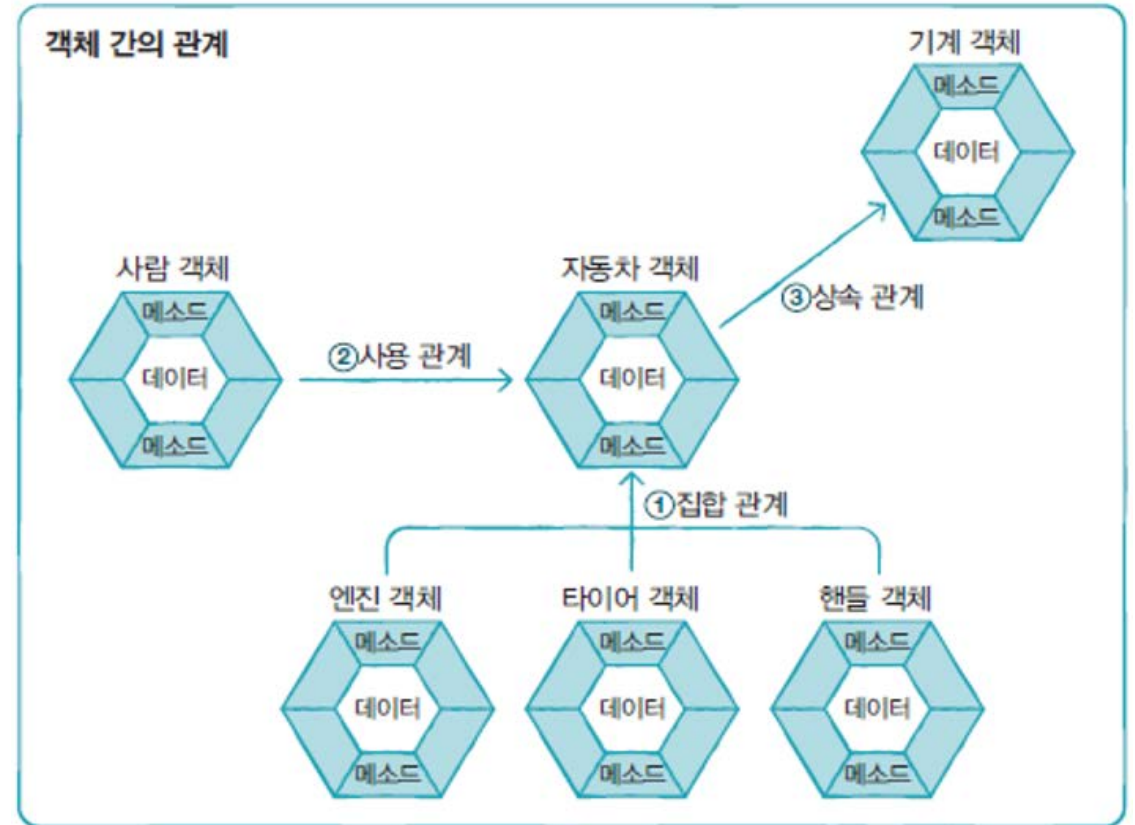 객체 간의 관계
기계 객체
메소드
데이터
메소드
사람 객체
메소드
데이터
메소드
②사용 관계
자동차 객체
메소드
데이터
메소드
③상속 관계
①집합 관계
엔진 객체
메소드
데이터
메소드
타이어 객체
메소드
데이터
메소드
핸들 객체
메소드
데이터
메소드